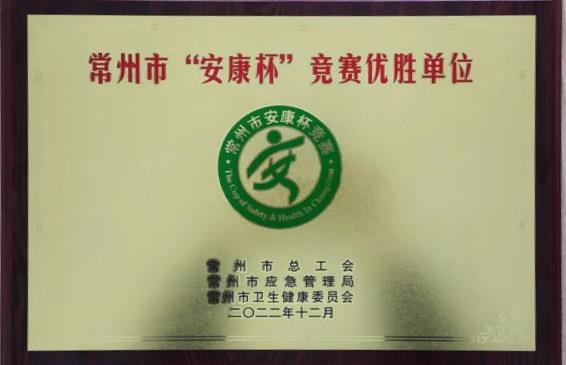 常州市“安康杯”竞赛优胜单位
·常州市安康杯竞赛·
The Cup of Safety & Health In Changzhou
常州市总工会
常州市应急管理局
常州市卫生健康委员会
二〇二二年十二月